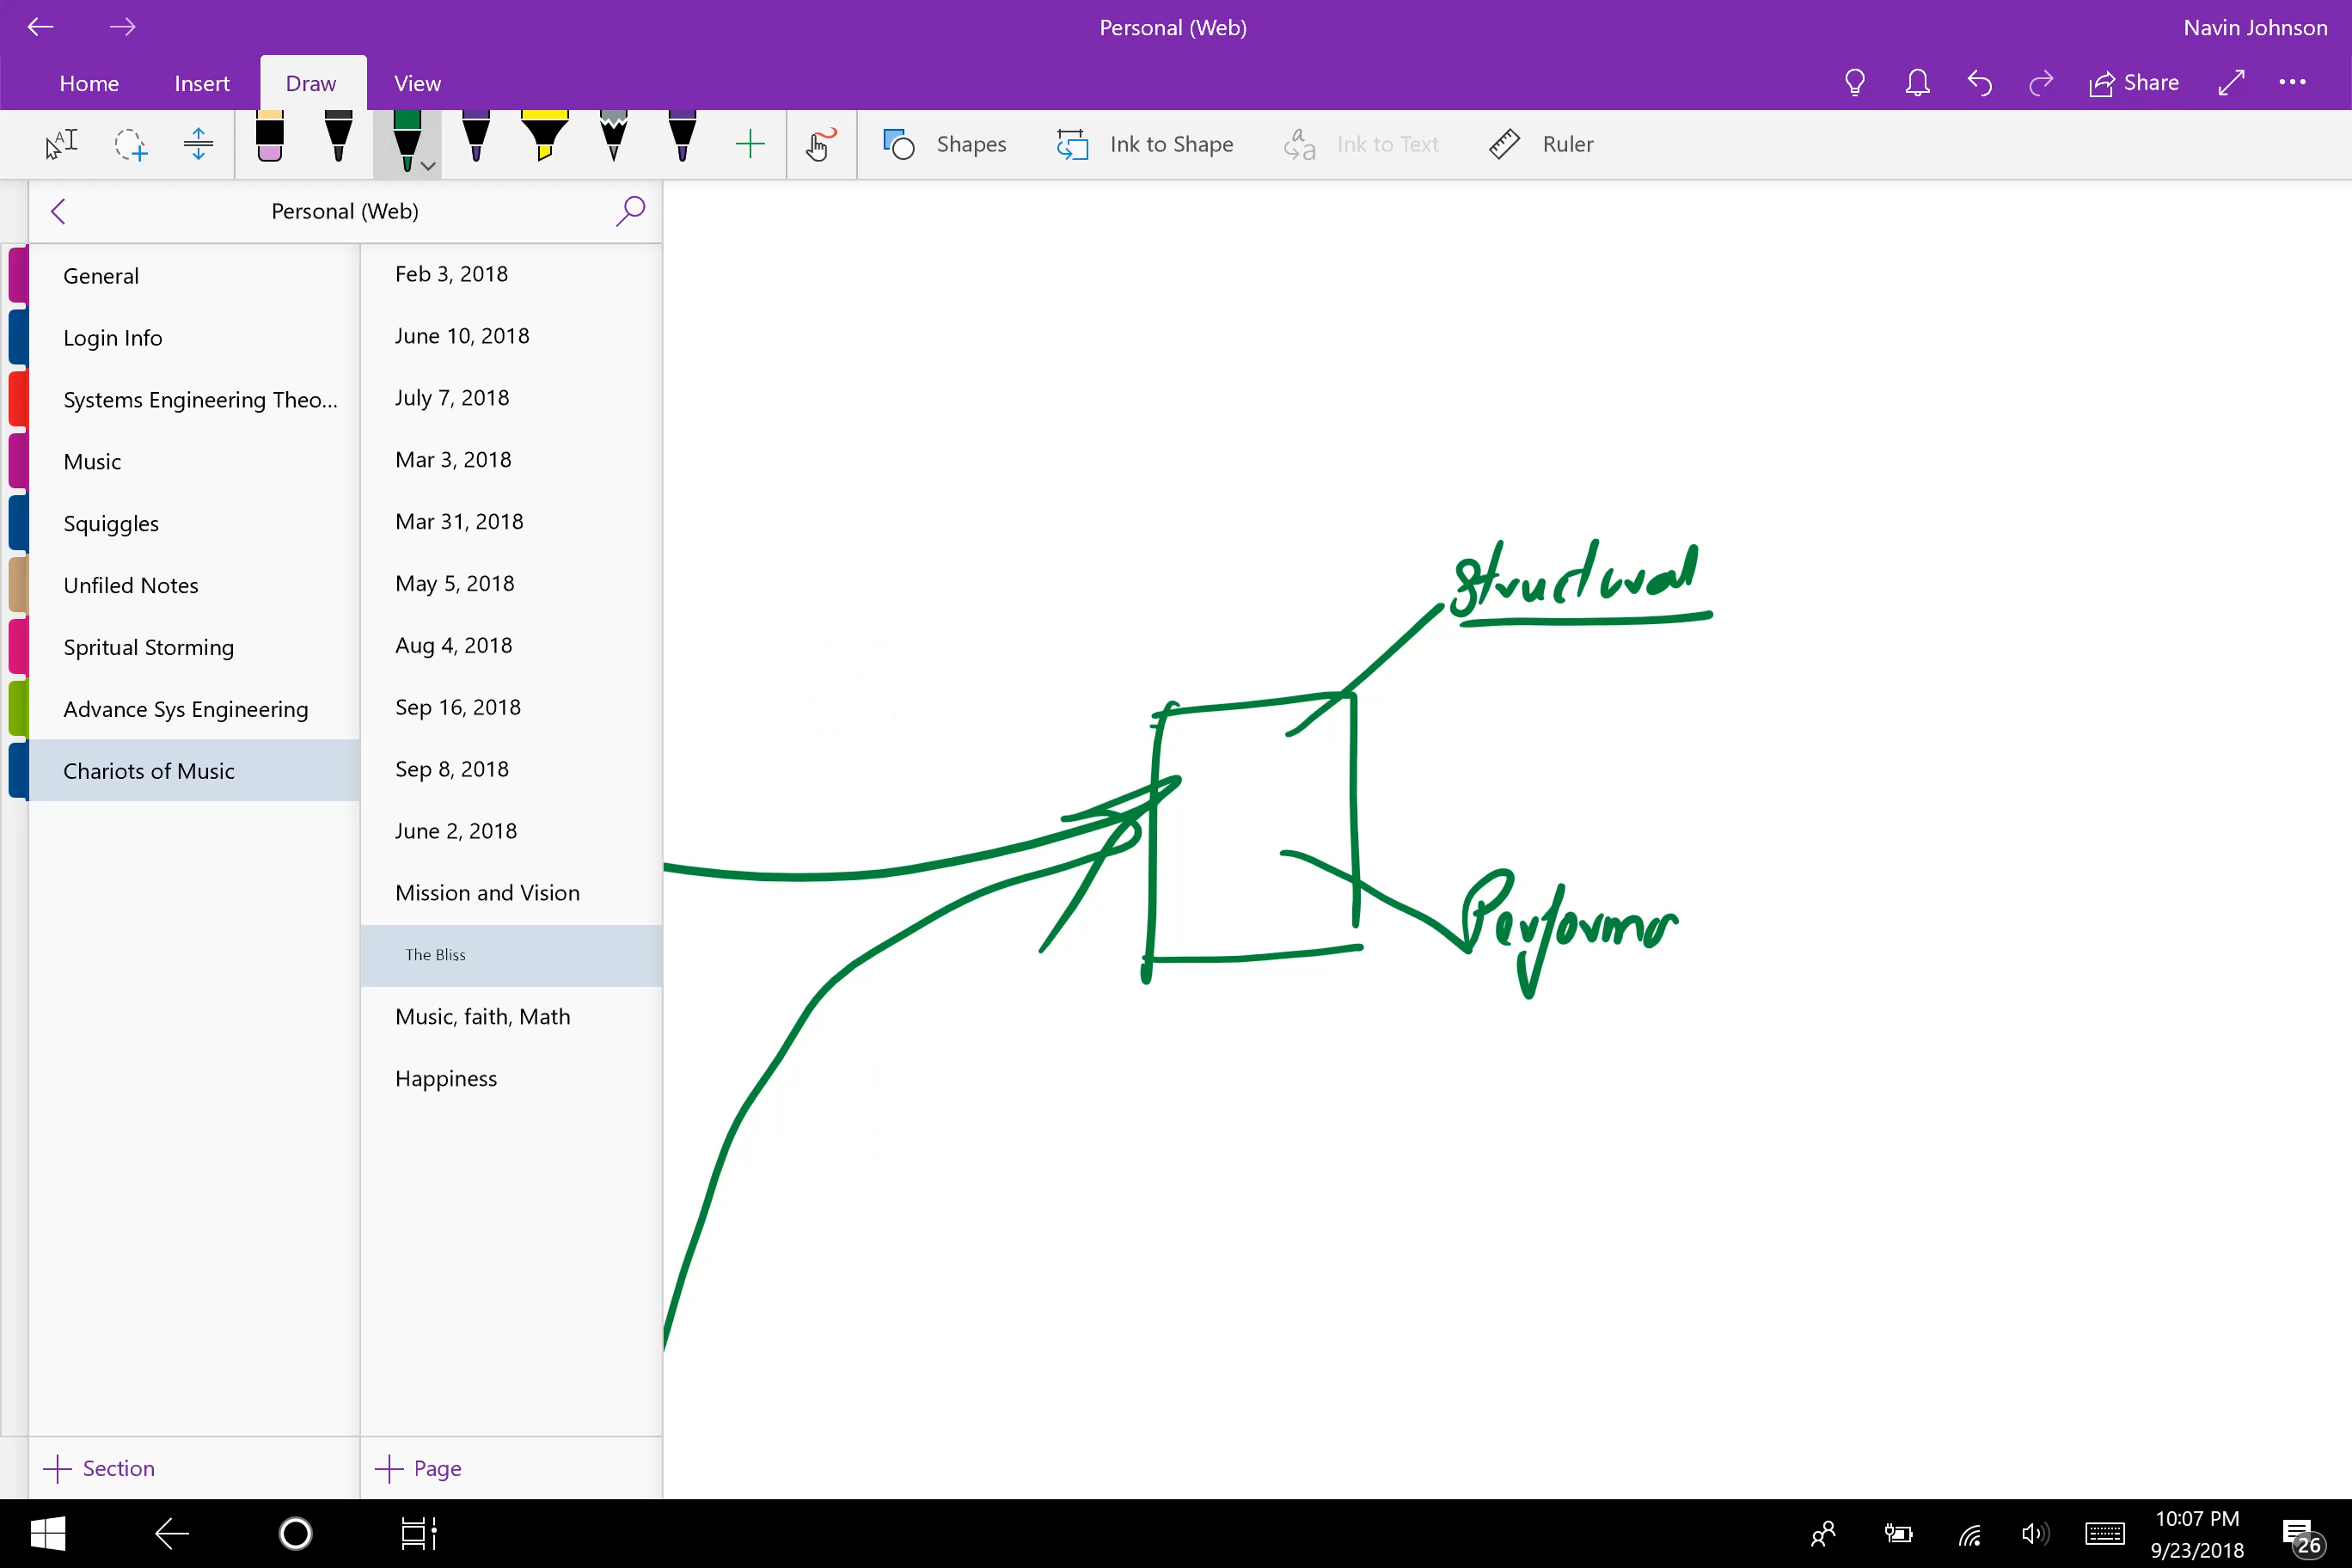 Personal (Web)
Navin Johnson
Home Insert Draw View
Share
Shapes Ink to Shape Ink to Text Ruler
Personal (Web)
General
Login Info
Systems Engineering Theo...
Music
Squiggles
Unfiled Notes
Spritual Storming
Advance Sys Engineering
Chariots of Music
Feb 3, 2018
June 10, 2018
July 7, 2018
Mar 3, 2018
Mar 31, 2018
May 5, 2018
Aug 4, 2018
Sep 16, 2018
Sep 8, 2018
June 2, 2018
Mission and Vision
The Bliss
Music, faith, Math
Happiness
Structural
Performa
Section
Page
10:07 PM
9/23/2018
26